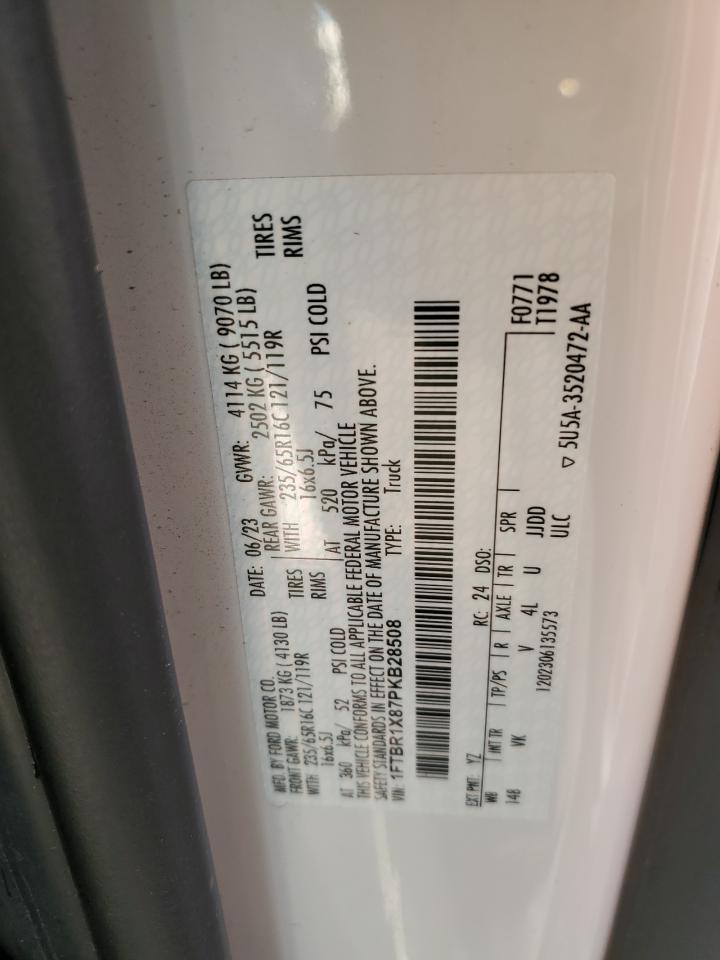 MFD. BY FORD MOTOR CO.
DATE: 06/23 GVWR: 4114 KG ( 9070 LB)
FRONT GAWR: 1873 KG ( 4130 LB)
REAR GAWR: 2502 KG ( 5515 LB)
WITH 235/65R16C 121/119R TIRES
WITH 235/65R16C 121/119R TIRES
16x6.5J RIMS
16x6.5J RIMS
AT 360 kPa/ 52 PSI COLD
AT 520 kPa/ 75 PSI COLD
THIS VEHICLE CONFORMS TO ALL APPLICABLE FEDERAL MOTOR VEHICLE
SAFETY STANDARDS IN EFFECT ON THE DATE OF MANUFACTURE SHOWN ABOVE.
VIN: 1FTBR1X87PKB28508 TYPE: Truck
EXT PNT: YZ RC: 24 DSO: F0771
T1978
WB INT TR TP/PS R AXLE TR SPR
148 VK V 4L U JJDD
1202306135573 ULC
▽ 5U5A-3520472-AA